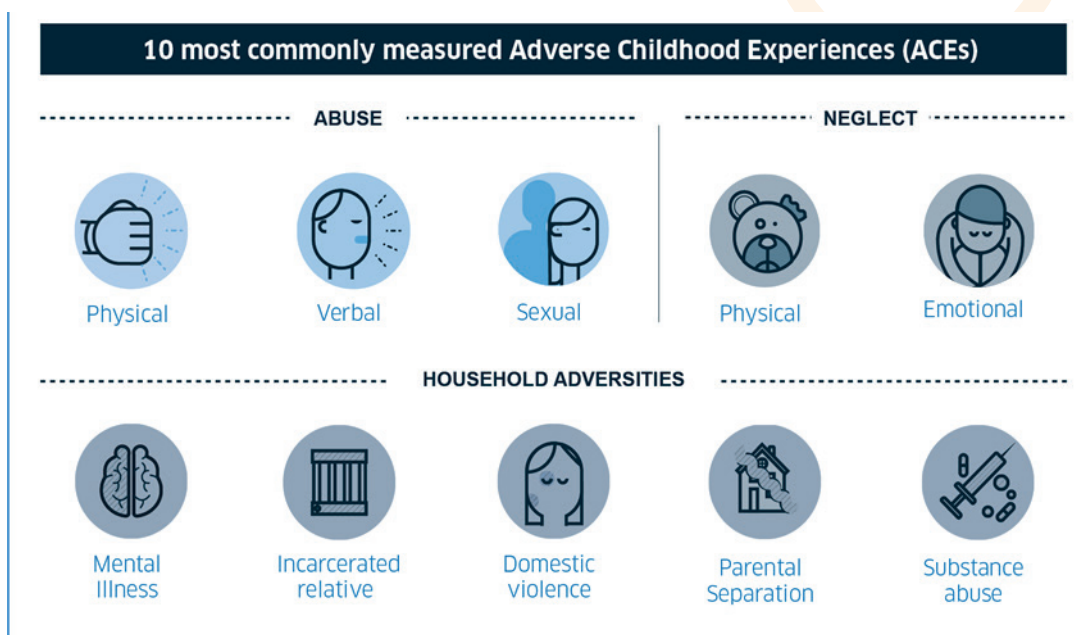 10 most commonly measured Adverse Childhood Experiences (ACEs)
ABUSE
NEGLECT
Physical
Verbal
Sexual
Physical
Emotional
HOUSEHOLD ADVERSITIES
Mental
Illness
Incarcerated
relative
Domestic
violence
Parental
Separation
Substance
abuse